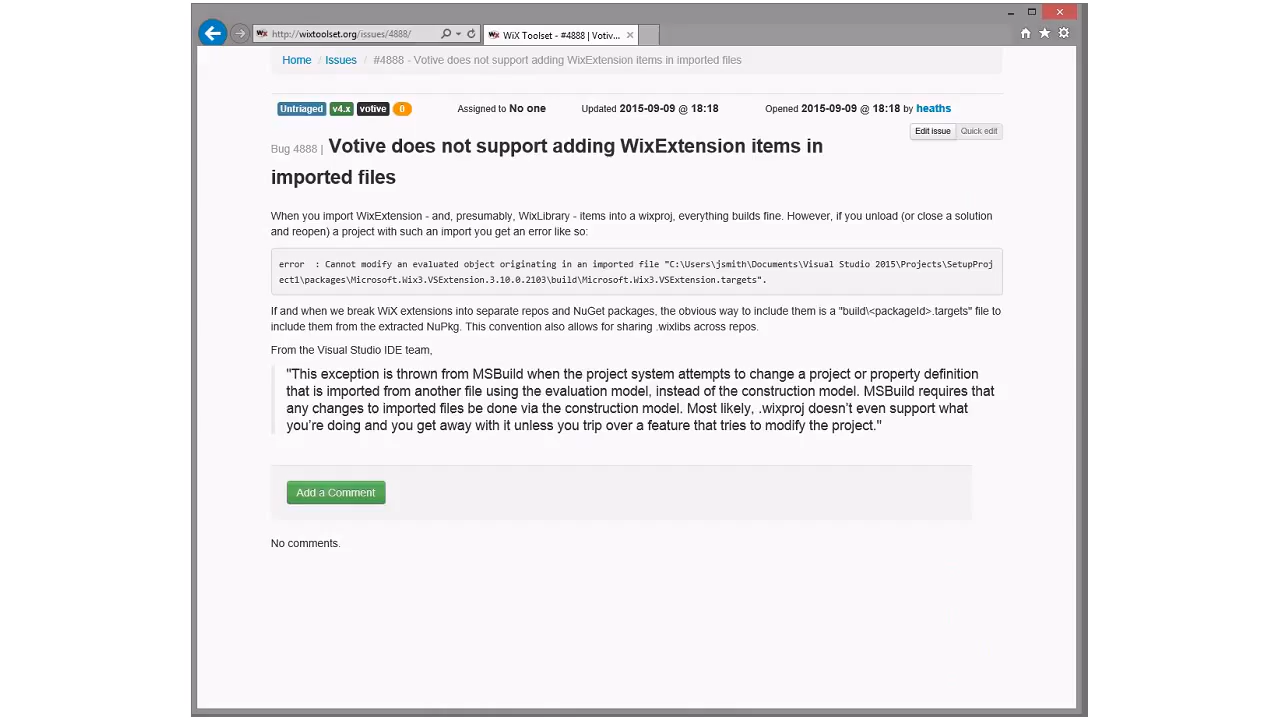 http://wixtoolset.org/issues/4888/
WiX Toolset - #4888 | Votiv...
Home / Issues / #4888 - Votive does not support adding WixExtension items in imported files
Untriaged v4.x votive 0 Assigned to No one Updated 2015-09-09 @ 18:18 Opened 2015-09-09 @ 18:18 by heaths
Edit issue Quick edit
Bug 4888 | Votive does not support adding WixExtension items in
imported files
When you import WixExtension - and, presumably, WixLibrary - items into a wixproj, everything builds fine. However, if you unload (or close a solution
and reopen) a project with such an import you get an error like so:
error : Cannot modify an evaluated object originating in an imported file "C:\Users\jsmith\Documents\Visual Studio 2015\Projects\SetupProj
ect1\packages\Microsoft.Wix3.VSExtension.3.10.0.2103\build\Microsoft.Wix3.VSExtension.targets".
If and when we break WiX extensions into separate repos and NuGet packages, the obvious way to include them is a "build\<packageId>.targets" file to
include them from the extracted NuPkg. This convention also allows for sharing .wixlibs across repos.
From the Visual Studio IDE team,
"This exception is thrown from MSBuild when the project system attempts to change a project or property definition
that is imported from another file using the evaluation model, instead of the construction model. MSBuild requires that
any changes to imported files be done via the construction model. Most likely, .wixproj doesn't even support what
you're doing and you get away with it unless you trip over a feature that tries to modify the project."
Add a Comment
No comments.